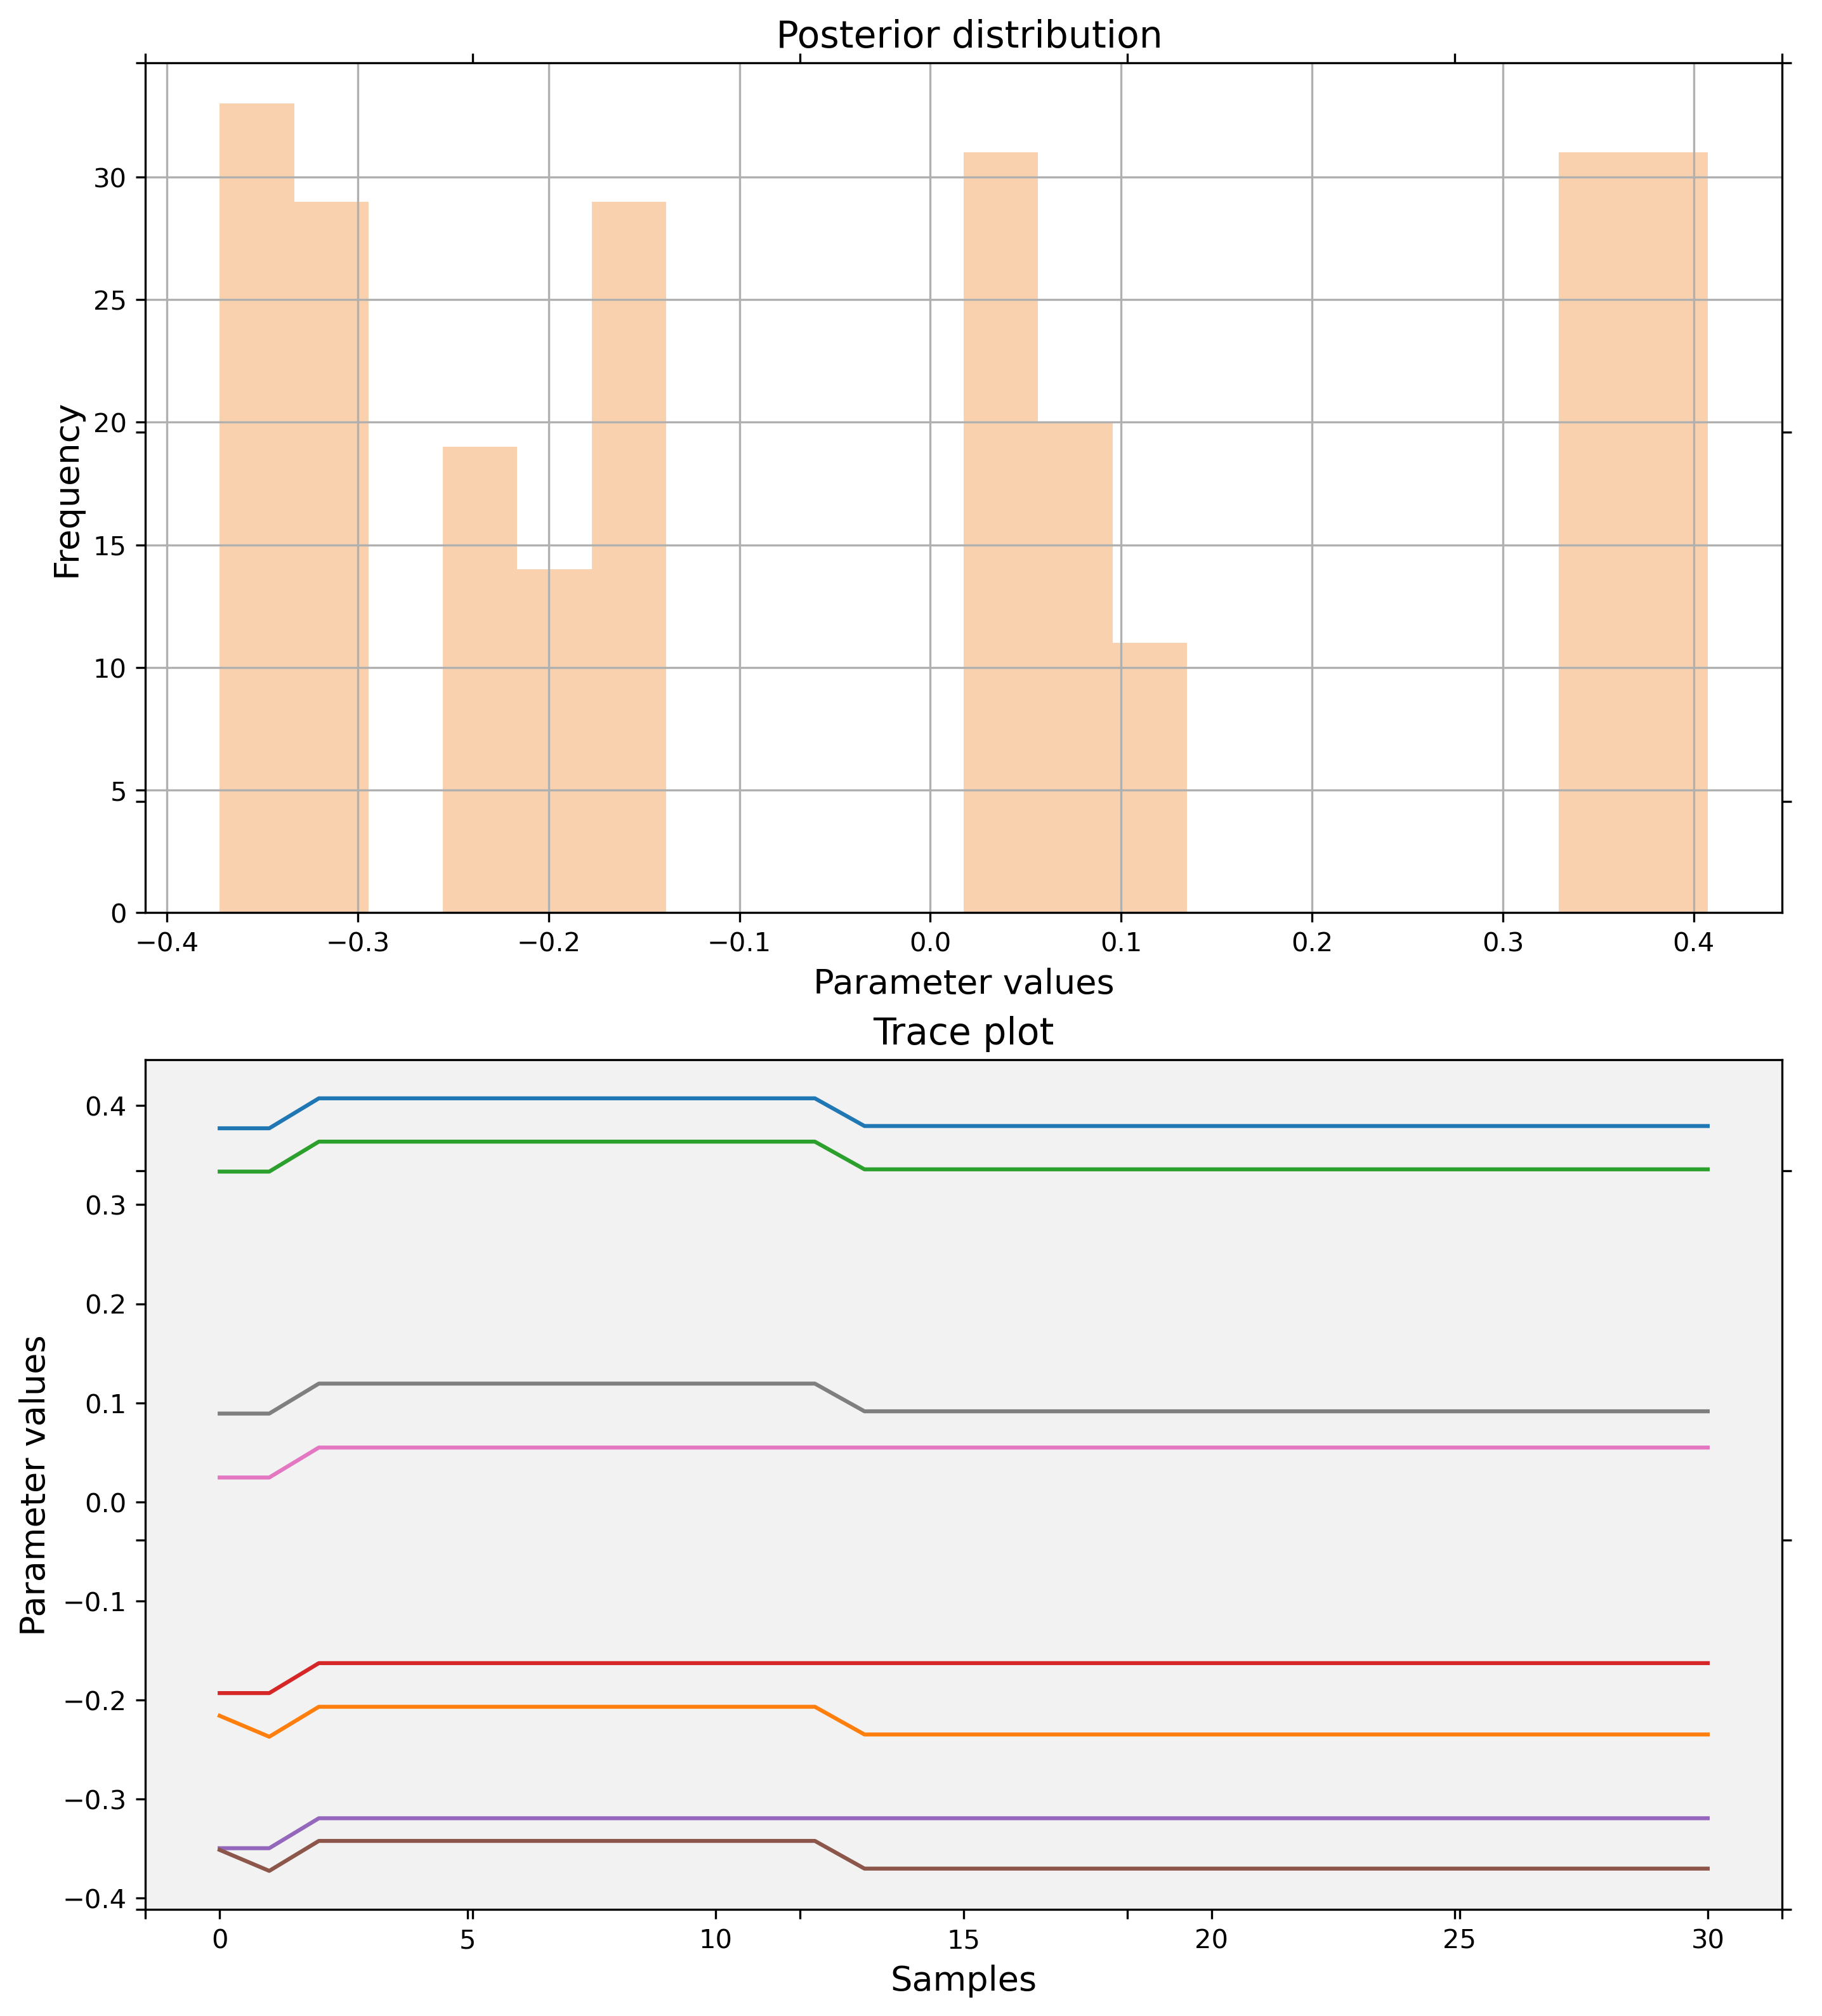 Posterior distribution
Frequency
30
25
20
15
10
5
0
−0.4 −0.3 −0.2 −0.1 0.0 0.1 0.2 0.3 0.4
Parameter values
Trace plot
Parameter values
0.4
0.3
0.2
0.1
0.0
−0.1
−0.2
−0.3
−0.4
0 5 10 15 20 25 30
Samples